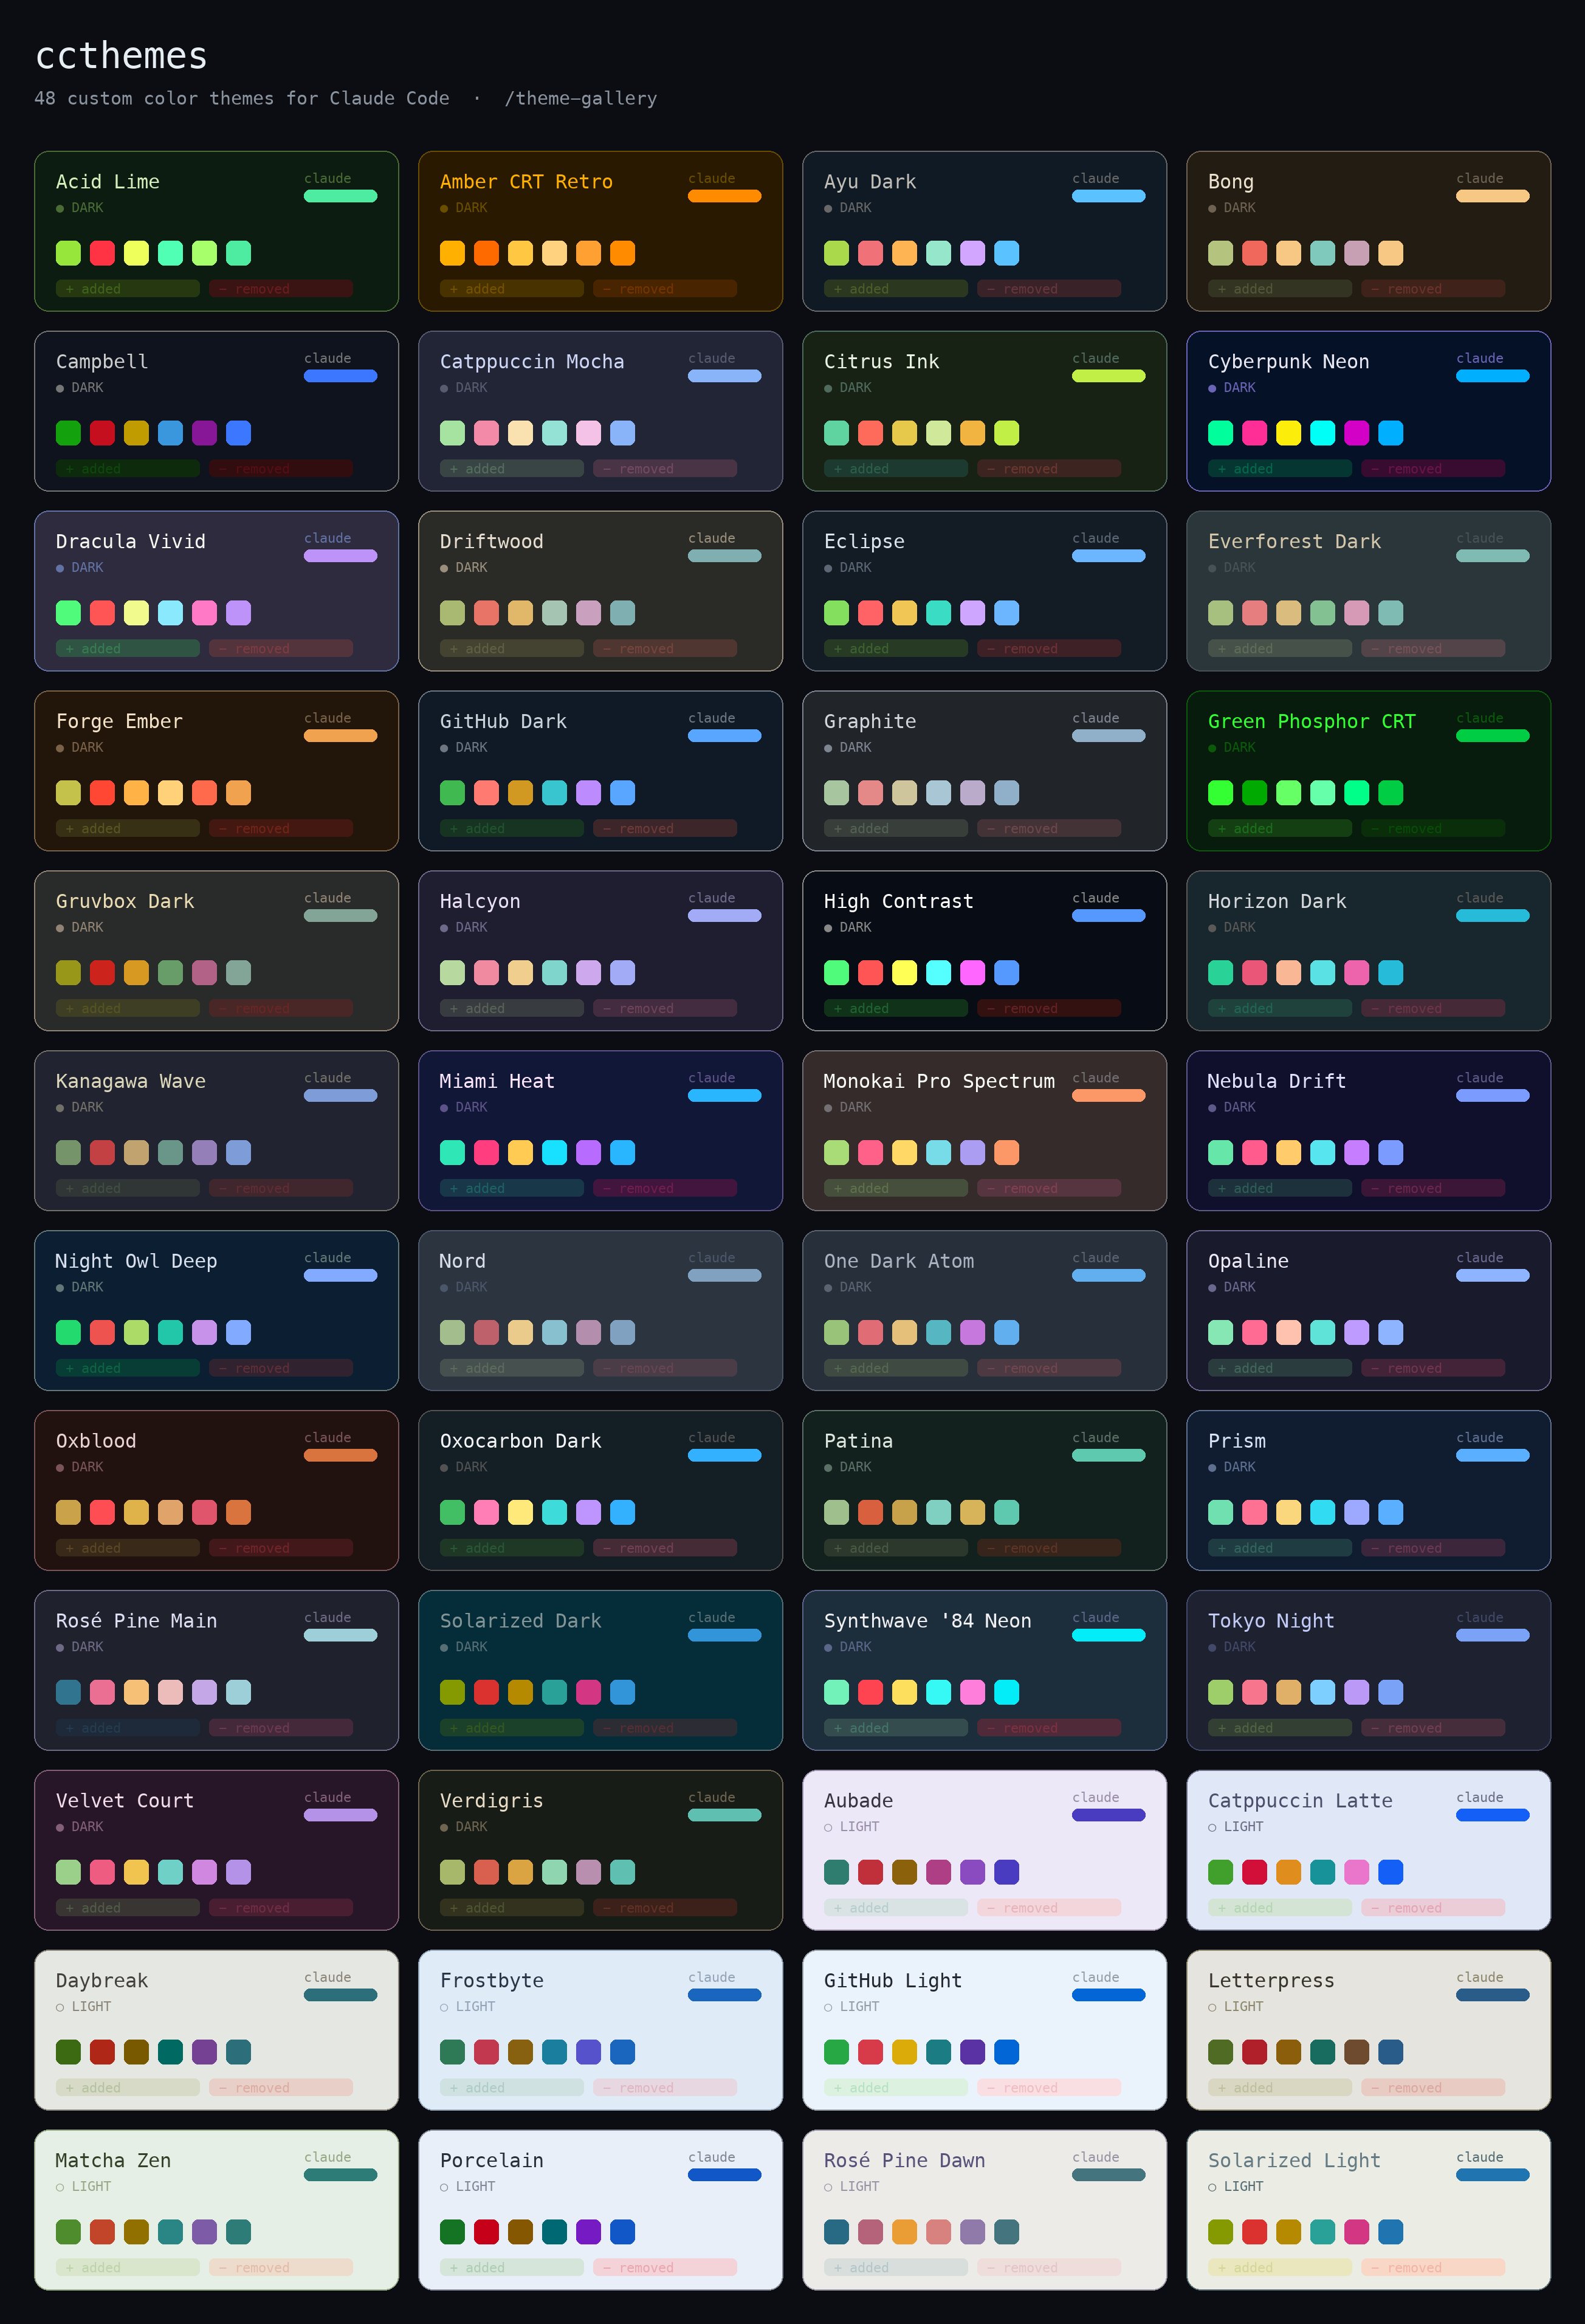 ccthemes
48 custom color themes for Claude Code · /theme-gallery
Acid Lime claude
● DARK
+ added − removed
Amber CRT Retro claude
● DARK
+ added − removed
Ayu Dark claude
● DARK
+ added − removed
Bong claude
● DARK
+ added − removed
Campbell claude
● DARK
+ added − removed
Catppuccin Mocha claude
● DARK
+ added − removed
Citrus Ink claude
● DARK
+ added − removed
Cyberpunk Neon claude
● DARK
+ added − removed
Dracula Vivid claude
● DARK
+ added − removed
Driftwood claude
● DARK
+ added − removed
Eclipse claude
● DARK
+ added − removed
Everforest Dark claude
● DARK
+ added − removed
Forge Ember claude
● DARK
+ added − removed
GitHub Dark claude
● DARK
+ added − removed
Graphite claude
● DARK
+ added − removed
Green Phosphor CRT claude
● DARK
+ added − removed
Gruvbox Dark claude
● DARK
+ added − removed
Halcyon claude
● DARK
+ added − removed
High Contrast claude
● DARK
+ added − removed
Horizon Dark claude
● DARK
+ added − removed
Kanagawa Wave claude
● DARK
+ added − removed
Miami Heat claude
● DARK
+ added − removed
Monokai Pro Spectrum claude
● DARK
+ added − removed
Nebula Drift claude
● DARK
+ added − removed
Night Owl Deep claude
● DARK
+ added − removed
Nord claude
● DARK
+ added − removed
One Dark Atom claude
● DARK
+ added − removed
Opaline claude
● DARK
+ added − removed
Oxblood claude
● DARK
+ added − removed
Oxocarbon Dark claude
● DARK
+ added − removed
Patina claude
● DARK
+ added − removed
Prism claude
● DARK
+ added − removed
Rosé Pine Main claude
● DARK
+ added − removed
Solarized Dark claude
● DARK
+ added − removed
Synthwave '84 Neon claude
● DARK
+ added − removed
Tokyo Night claude
● DARK
+ added − removed
Velvet Court claude
● DARK
+ added − removed
Verdigris claude
● DARK
+ added − removed
Aubade claude
○ LIGHT
+ added − removed
Catppuccin Latte claude
○ LIGHT
+ added − removed
Daybreak claude
○ LIGHT
+ added − removed
Frostbyte claude
○ LIGHT
+ added − removed
GitHub Light claude
○ LIGHT
+ added − removed
Letterpress claude
○ LIGHT
+ added − removed
Matcha Zen claude
○ LIGHT
+ added − removed
Porcelain claude
○ LIGHT
+ added − removed
Rosé Pine Dawn claude
○ LIGHT
+ added − removed
Solarized Light claude
○ LIGHT
+ added − removed